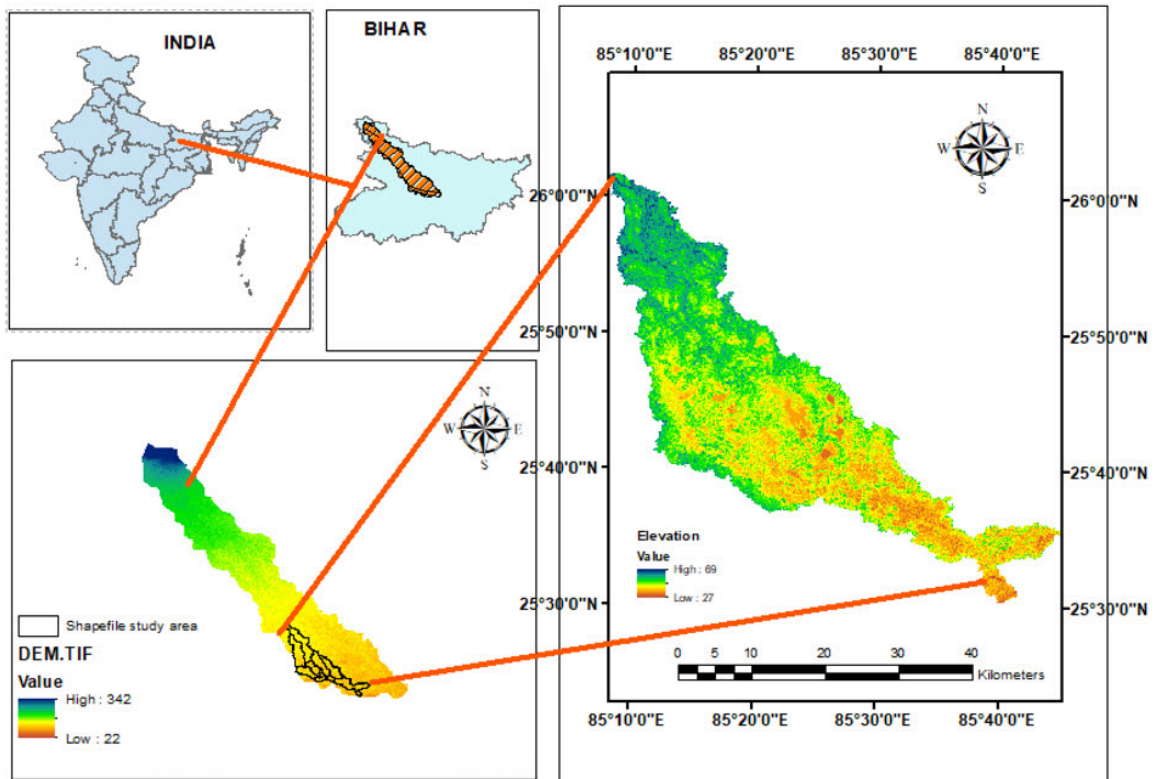 INDIA
BIHAR
85°10'0"E 85°20'0"E 85°30'0"E 85°40'0"E
N
W E
S
26°0'0"N 26°0'0"N
25°50'0"N 25°50'0"N
25°40'0"N 25°40'0"N
25°30'0"N 25°30'0"N
Elevation
Value
High : 69
Low : 27
0 5 10 20 30 40
Kilometers
85°10'0"E 85°20'0"E 85°30'0"E 85°40'0"E
N
W E
S
Shapefile study area
DEM.TIF
Value
High : 342
Low : 22